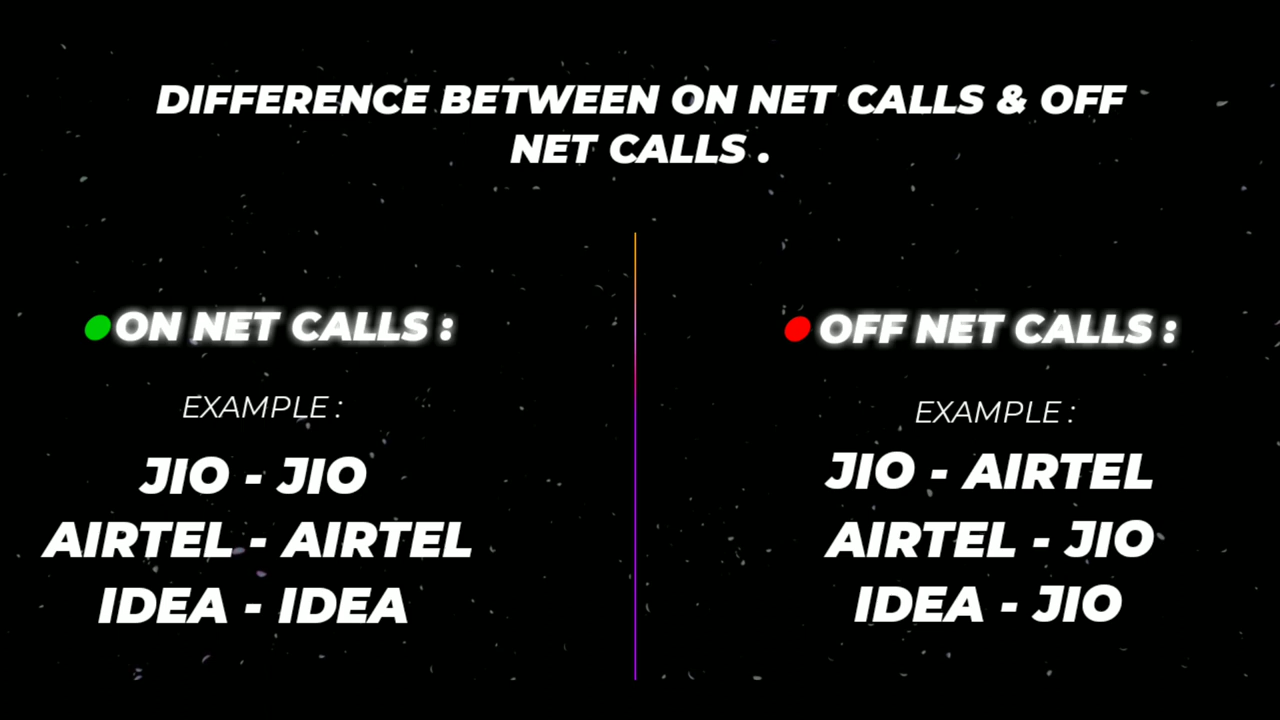 DIFFERENCE BETWEEN ON NET CALLS & OFF
NET CALLS .
ON NET CALLS :
EXAMPLE :
JIO - JIO
AIRTEL - AIRTEL
IDEA - IDEA
OFF NET CALLS :
EXAMPLE :
JIO - AIRTEL
AIRTEL - JIO
IDEA - JIO